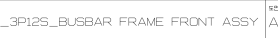 _3P12S_BUSBAR FRAME FRONT ASSY
A